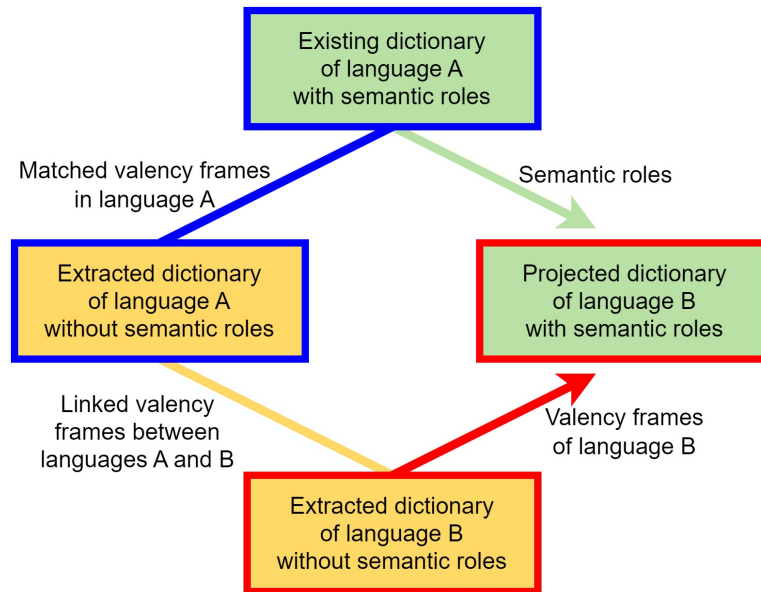 Existing dictionary
of language A
with semantic roles
Matched valency frames
in language A
Semantic roles
Extracted dictionary
of language A
without semantic roles
Projected dictionary
of language B
with semantic roles
Linked valency
frames between
languages A and B
Valency frames
of language B
Extracted dictionary
of language B
without semantic roles